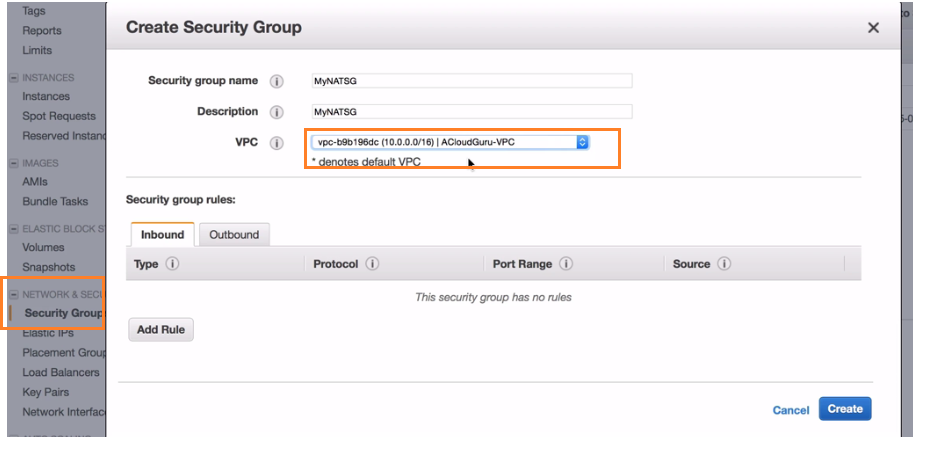 Tags
Reports
Limits
INSTANCES
Instances
Spot Requests
Reserved Instanc
IMAGES
AMIs
Bundle Tasks
ELASTIC BLOCK S
Volumes
Snapshots
NETWORK & SECU
Security Group
Elastic IPs
Placement Group
Load Balancers
Key Pairs
Network Interfac
Create Security Group
Security group name MyNATSG
Description MyNATSG
VPC vpc-b9b196dc (10.0.0.0/16) | ACloudGuru-VPC
* denotes default VPC
Security group rules:
Inbound Outbound
Type Protocol Port Range Source
This security group has no rules
Add Rule
Cancel Create